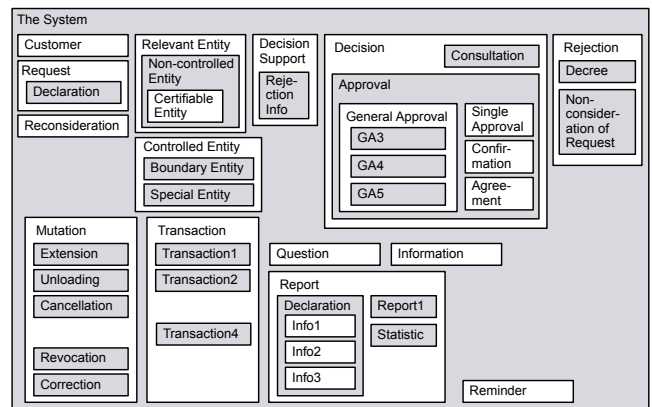 The System
Customer
Request
Declaration
Reconsideration
Relevant Entity
Non-controlled
Entity
Certifiable
Entity
Controlled Entity
Boundary Entity
Special Entity
Decision
Support
Reje-
ction
Info
Decision
Consultation
Approval
General Approval
GA3
GA4
GA5
Single
Approval
Confir-
mation
Agree-
ment
Rejection
Decree
Non-
consider-
ation of
Request
Mutation
Extension
Unloading
Cancellation
Revocation
Correction
Transaction
Transaction1
Transaction2
Transaction4
Question
Information
Report
Declaration
Info1
Info2
Info3
Report1
Statistic
Reminder